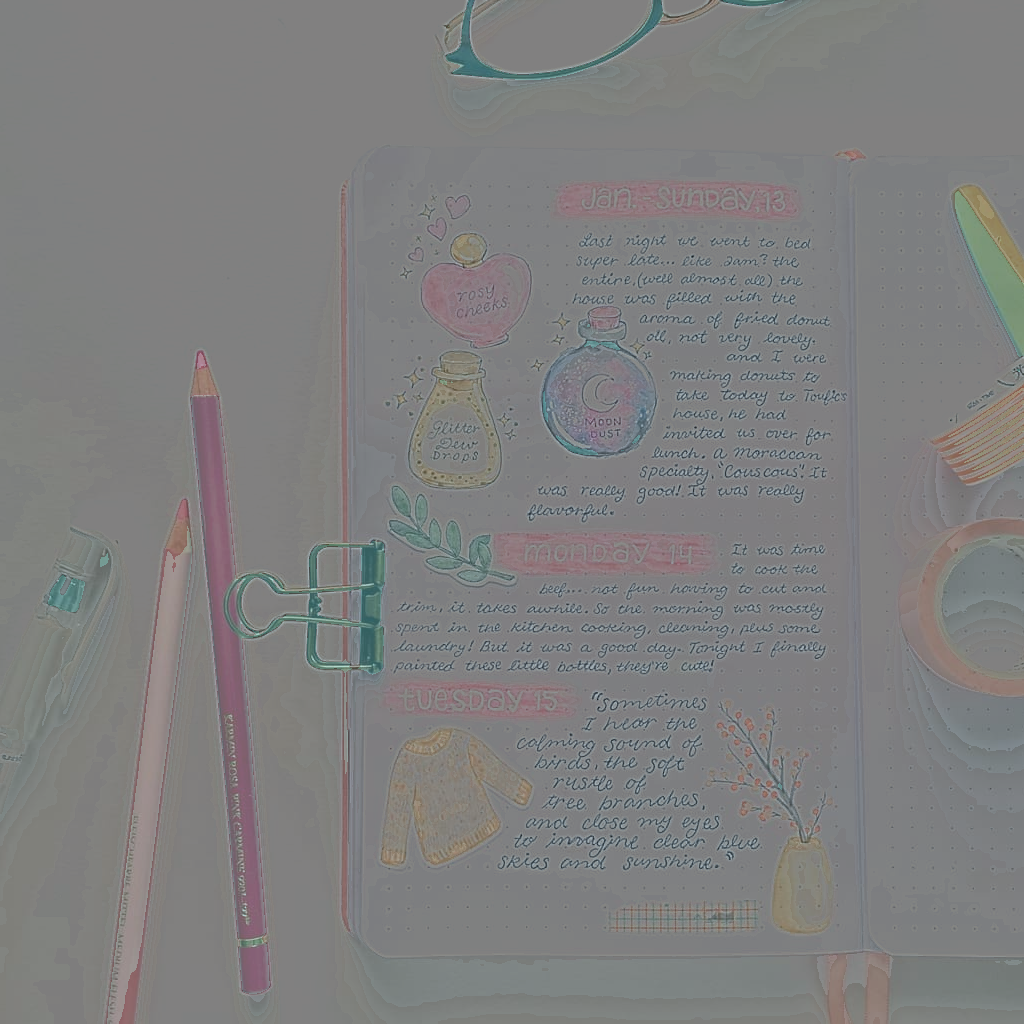 Jan. - Sunday, 13
Last night we went to bed
super late... like 2am? the
entire, (well almost all) the
house was filled with the
aroma of fried donut
oil, not very lovely.
and I were
making donuts to
take today to Toufic's
house, he had
invited us over for
lunch. A Moraccan
specialty, "Couscous". It
was really good! It was really
flavorful.
rosy
cheeks
Glitter
Dew
Drops
MOON
DUST
monday 14
It was time
to cook the
beef... not fun having to cut and
trim, it takes awhile. So the morning was mostly
spent in the kitchen cooking, cleaning, plus some
laundry! But it was a good day. Tonight I finally
painted these little bottles, they're cute!
tuesday 15
"sometimes
I hear the
calming sound of
birds, the soft
rustle of
tree branches,
and close my eyes
to imagine clear blue
skies and sunshine."